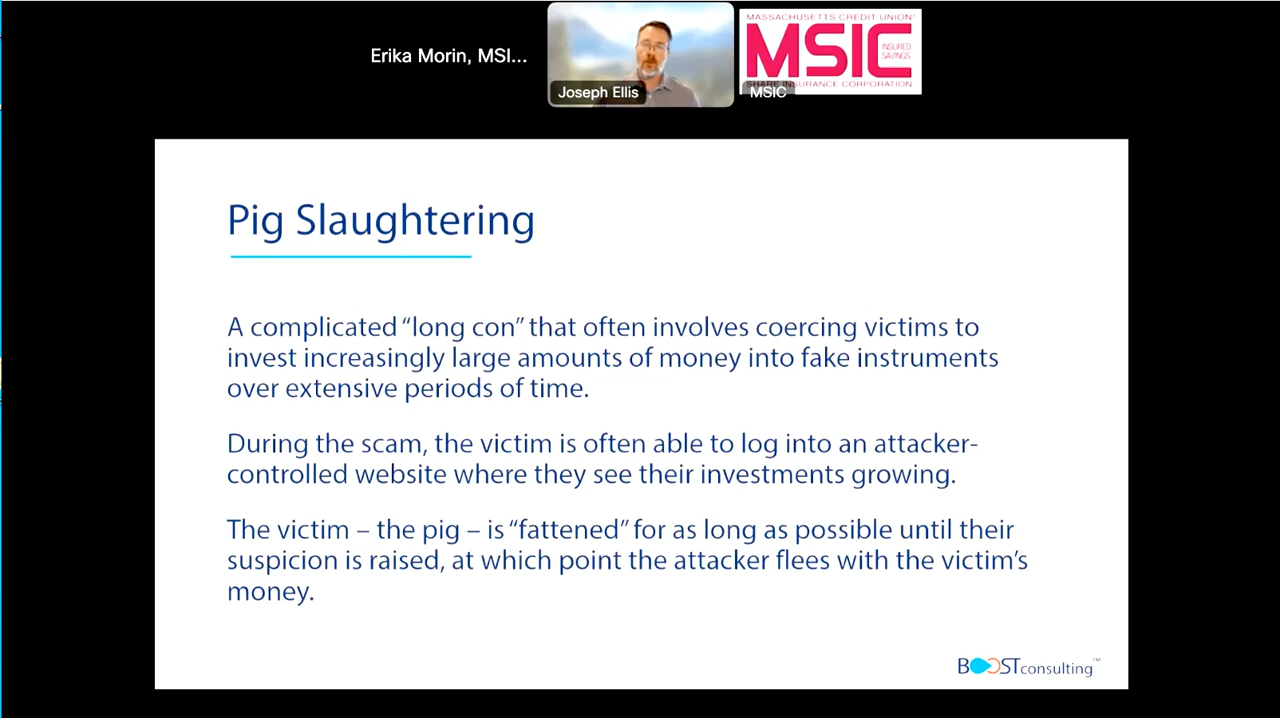 Erika Morin, MSI...
Joseph Ellis
MASSACHUSETTS CREDIT UNION
MSIC
INSURED
SAVINGS
SHARE INSURANCE CORPORATION
MSIC
Pig Slaughtering
A complicated “long con” that often involves coercing victims to
invest increasingly large amounts of money into fake instruments
over extensive periods of time.
During the scam, the victim is often able to log into an attacker-
controlled website where they see their investments growing.
The victim – the pig – is “fattened” for as long as possible until their
suspicion is raised, at which point the attacker flees with the victim’s
money.
BOOSTconsulting™